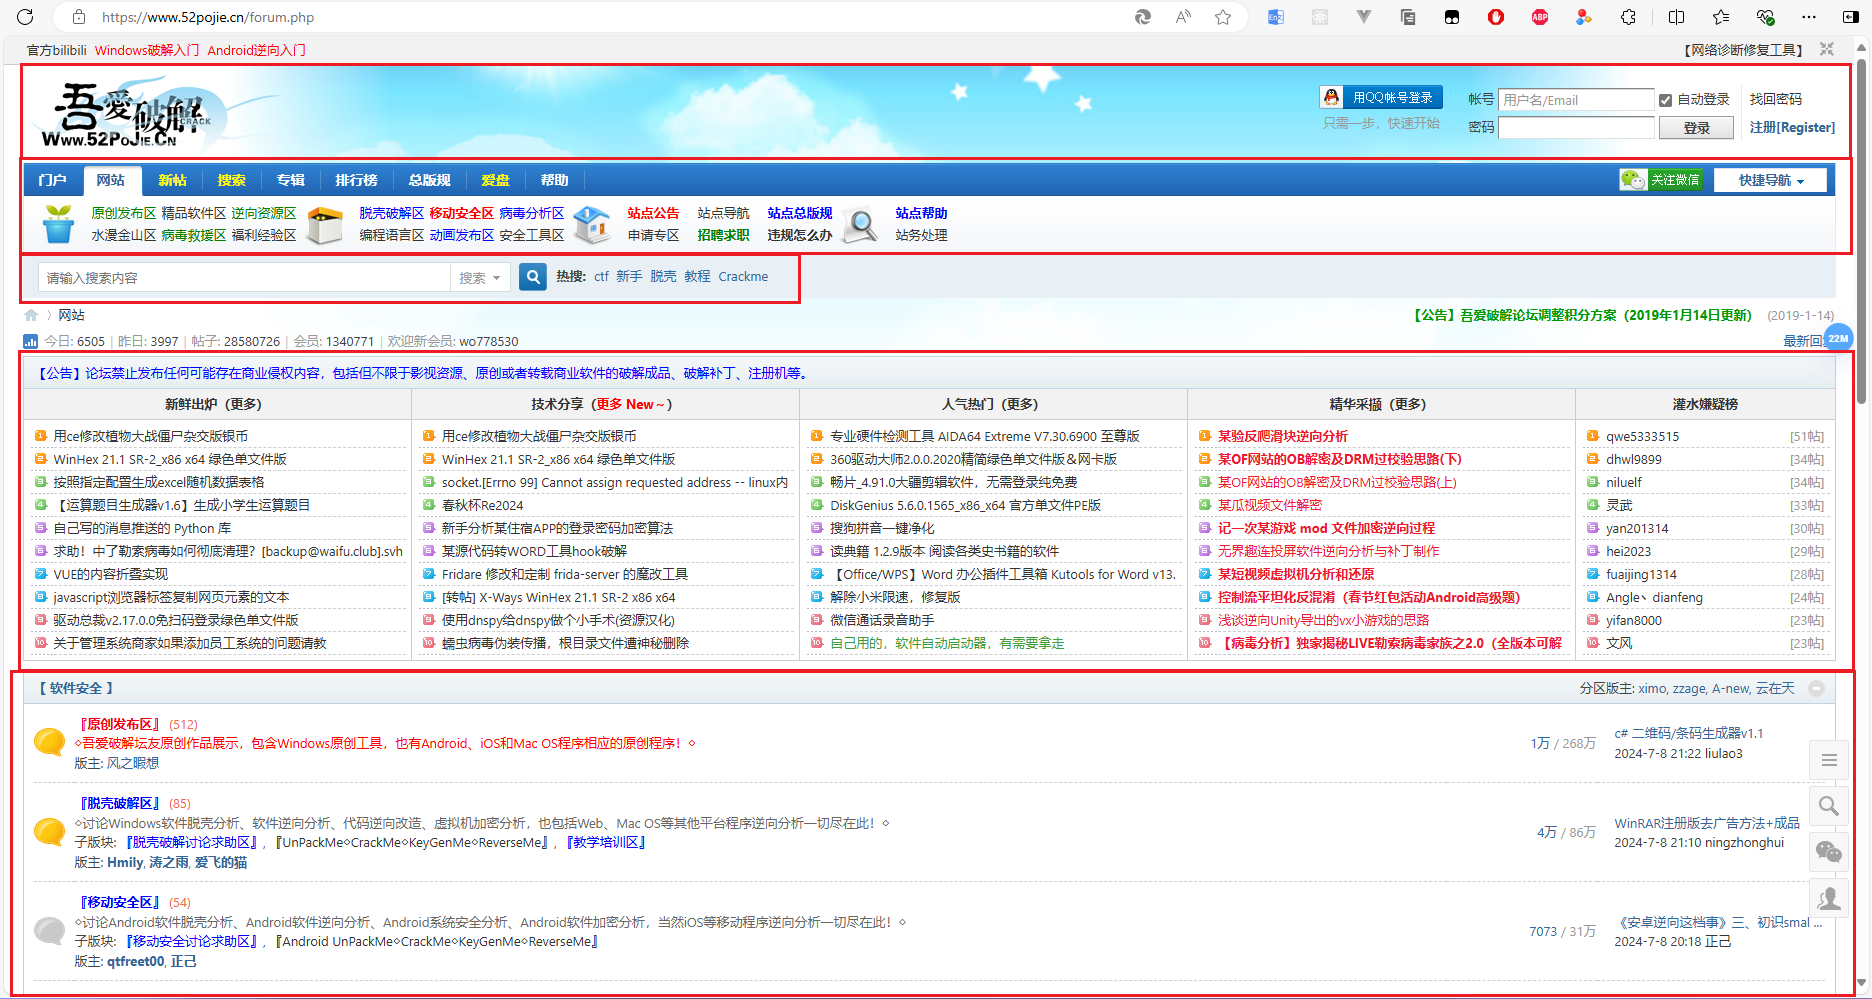 https://www.52pojie.cn/forum.php
官方bilibili Windows破解入门 Android逆向入门 【网络诊断修复工具】
吾爱破解 CRACK
Www.52PoJie.Cn
用QQ帐号登录 帐号 用户名/Email 自动登录 找回密码
只需一步，快速开始 密码 登录 注册[Register]
门户 网站 新帖 搜索 专辑 排行榜 总版规 爱盘 帮助 关注微信 快捷导航
原创发布区 精品软件区 逆向资源区 脱壳破解区 移动安全区 病毒分析区 站点公告 站点导航 站点总版规 站点帮助
水漫金山区 病毒救援区 福利经验区 编程语言区 动画发布区 安全工具区 申请专区 招聘求职 违规怎么办 站务处理
请输入搜索内容 搜索 热搜: ctf 新手 脱壳 教程 Crackme
网站 【公告】吾爱破解论坛调整积分方案（2019年1月14日更新） (2019-1-14)
今日: 6505 | 昨日: 3997 | 帖子: 28580726 | 会员: 1340771 | 欢迎新会员: wo778530 最新回 22M
【公告】论坛禁止发布任何可能存在商业侵权内容，包括但不限于影视资源、原创或者转载商业软件的破解成品、破解补丁、注册机等。
新鲜出炉（更多） 技术分享（更多 New～） 人气热门（更多） 精华采撷（更多） 灌水嫌疑榜
1 用ce修改植物大战僵尸杂交版银币 1 用ce修改植物大战僵尸杂交版银币 1 专业硬件检测工具 AIDA64 Extreme V7.30.6900 至尊版 1 某验反爬滑块逆向分析 1 qwe5333515 [51帖]
2 WinHex 21.1 SR-2_x86 x64 绿色单文件版 2 WinHex 21.1 SR-2_x86 x64 绿色单文件版 2 360驱动大师2.0.0.2020精简绿色单文件版＆网卡版 2 某OF网站的OB解密及DRM过校验思路(下) 2 dhwl9899 [34帖]
3 按照指定配置生成excel随机数据表格 3 socket.[Errno 99] Cannot assign requested address -- linux内 3 畅片_4.91.0大疆剪辑软件，无需登录纯免费 3 某OF网站的OB解密及DRM过校验思路(上) 3 niluelf [34帖]
4 【运算题目生成器v1.6】生成小学生运算题目 4 春秋杯Re2024 4 DiskGenius 5.6.0.1565_x86_x64 官方单文件PE版 4 某瓜视频文件解密 4 灵武 [33帖]
5 自己写的消息推送的 Python 库 5 新手分析某住宿APP的登录密码加密算法 5 搜狗拼音一键净化 5 记一次某游戏 mod 文件加密逆向过程 5 yan201314 [30帖]
6 求助！中了勒索病毒如何彻底清理？[backup@waifu.club].svh 6 某源代码转WORD工具hook破解 6 读典籍 1.2.9版本 阅读各类史书籍的软件 6 无界趣连投屏软件逆向分析与补丁制作 6 hei2023 [29帖]
7 VUE的内容折叠实现 7 Fridare 修改和定制 frida-server 的魔改工具 7 【Office/WPS】Word 办公插件工具箱 Kutools for Word v13. 7 某短视频虚拟机分析和还原 7 fuaijing1314 [28帖]
8 javascript浏览器标签复制网页元素的文本 8 [转帖] X-Ways WinHex 21.1 SR-2 x86 x64 8 解除小米限速，修复版 8 控制流平坦化反混淆（春节红包活动Android高级题） 8 Angle丶dianfeng [24帖]
9 驱动总裁v2.17.0.0免扫码登录绿色单文件版 9 使用dnspy给dnspy做个小手术(资源汉化) 9 微信通话录音助手 9 浅谈逆向Unity导出的vx小游戏的思路 9 yifan8000 [23帖]
10 关于管理系统商家如果添加员工系统的问题请教 10 蠕虫病毒伪装传播，根目录文件遭神秘删除 10 自己用的，软件自动启动器，有需要拿走 10 【病毒分析】独家揭秘LIVE勒索病毒家族之2.0（全版本可解 10 文风 [23帖]
【 软件安全 】 分区版主: ximo, zzage, A-new, 云在天
『原创发布区』 (512)
◇吾爱破解坛友原创作品展示，包含Windows原创工具，也有Android、iOS和Mac OS程序相应的原创程序！◇
版主: 风之暇想
1万 / 268万
c# 二维码/条码生成器v1.1
2024-7-8 21:22 liulao3
『脱壳破解区』 (85)
◇讨论Windows软件脱壳分析、软件逆向分析、代码逆向改造、虚拟机加密分析，也包括Web、Mac OS等其他平台程序逆向分析一切尽在此！◇
子版块: 『脱壳破解讨论求助区』, 『UnPackMe◇CrackMe◇KeyGenMe◇ReverseMe』, 『教学培训区』
版主: Hmily, 涛之雨, 爱飞的猫
4万 / 86万
WinRAR注册版去广告方法+成品
2024-7-8 21:10 ningzhonghui
『移动安全区』 (54)
◇讨论Android软件脱壳分析、Android软件逆向分析、Android系统安全分析、Android软件加密分析，当然iOS等移动程序逆向分析一切尽在此！◇
子版块: 『移动安全讨论求助区』, 『Android UnPackMe◇CrackMe◇KeyGenMe◇ReverseMe』
版主: qtfreet00, 正己
7073 / 31万
《安卓逆向这档事》三、初识smal ...
2024-7-8 20:18 正己